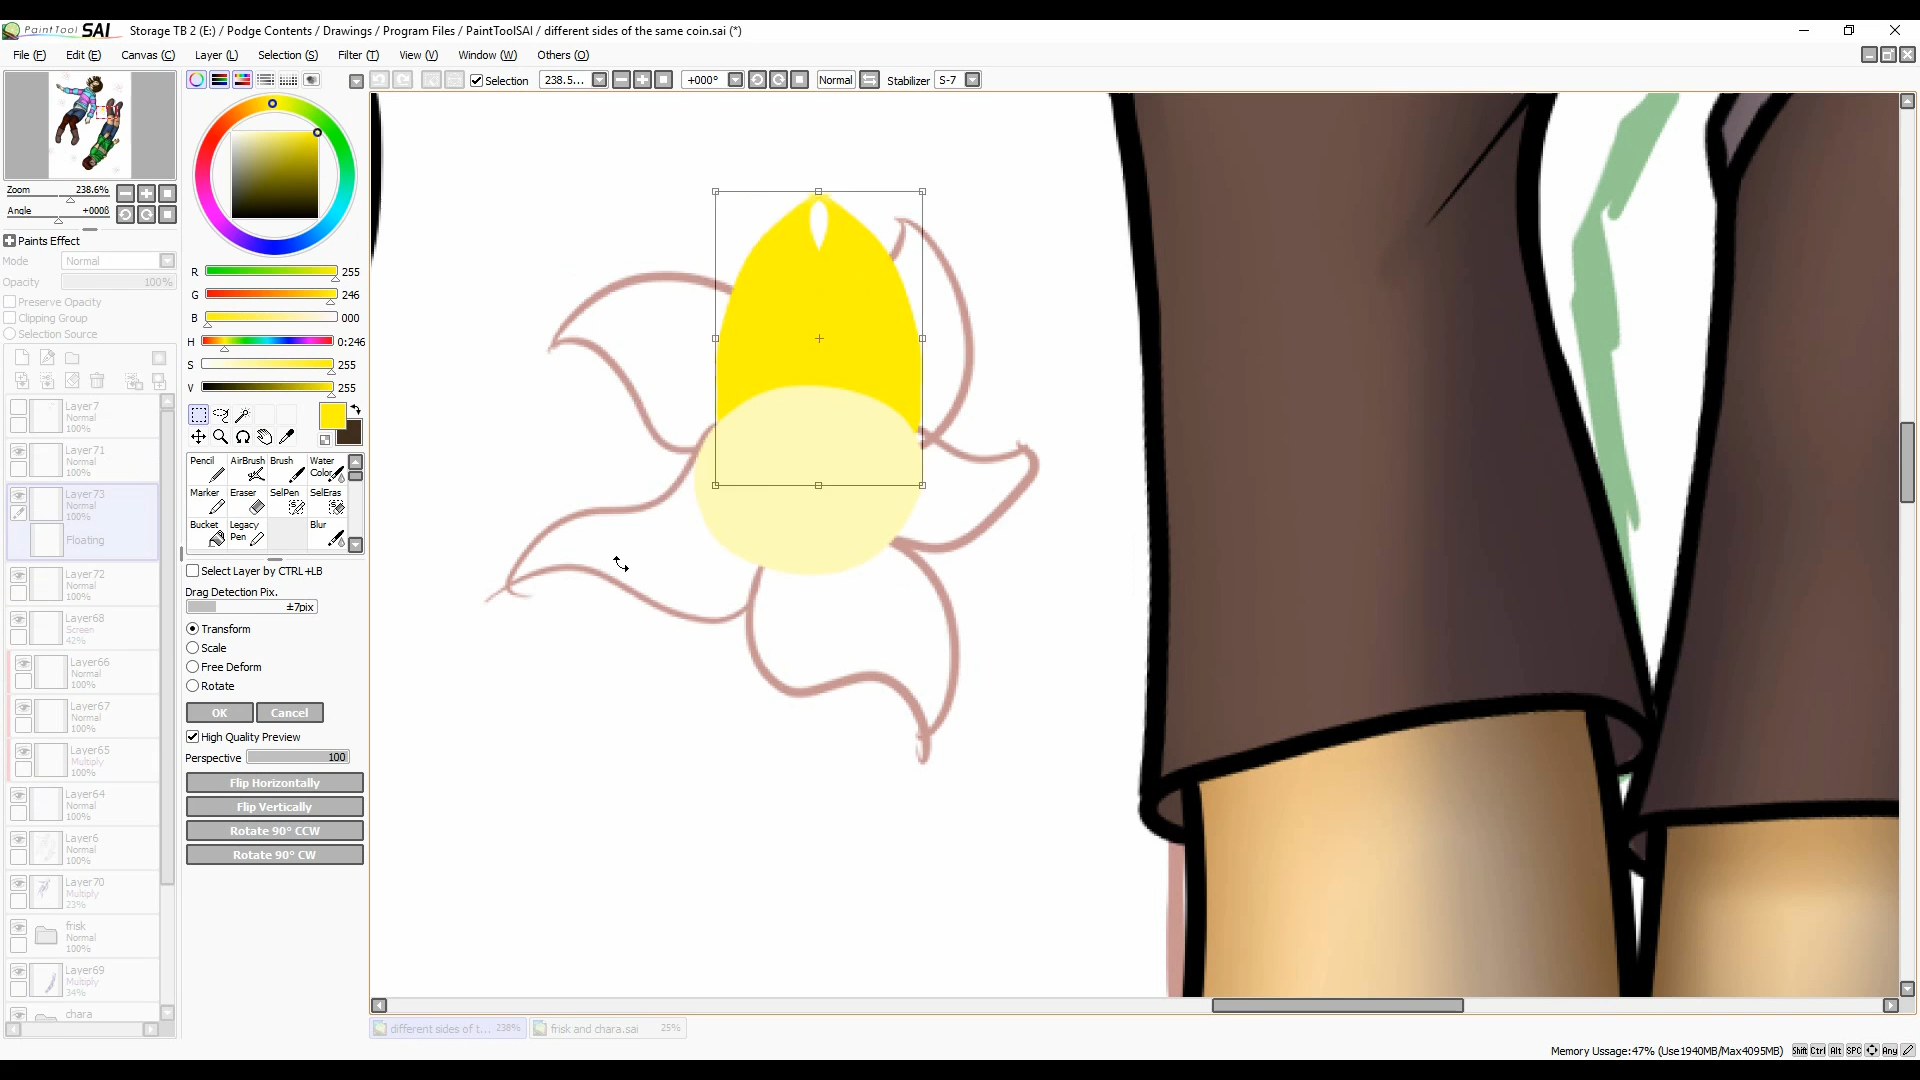 PaintTool SAI Storage TB 2 (E:) / Podge Contents / Drawings / Program Files / PaintToolSAI / different sides of the same coin.sai (*)
File (F) Edit (E) Canvas (C) Layer (L) Selection (S) Filter (T) View (V) Window (W) Others (O)
Selection 238.5... +000° Normal Stabilizer S-7
Zoom 238.6%
Angle +000ß
Paints Effect
Mode Normal
Opacity 100%
Preserve Opacity
Clipping Group
Selection Source
Layer7
Normal
100%
Layer71
Normal
100%
Layer73
Normal
100%
Floating
Layer72
Normal
100%
Layer68
Screen
42%
Layer66
Normal
100%
Layer67
Normal
100%
Layer65
Multiply
100%
Layer64
Normal
100%
Layer6
Normal
100%
Layer70
Multiply
23%
frisk
Normal
100%
Layer69
Multiply
34%
chara
R 255
G 246
B 000
H 0:246
S 255
V 255
Pencil AirBrush Brush Water Color
Marker Eraser SelPen SelEras
Bucket Legacy Pen Blur
Select Layer by CTRL+LB
Drag Detection Pix.
±7pix
Transform
Scale
Free Deform
Rotate
OK Cancel
High Quality Preview
Perspective 100
Flip Horizontally
Flip Vertically
Rotate 90° CCW
Rotate 90° CW
different sides of t... 238% frisk and chara.sai 25%
Memory Ussage:47% (Use1940MB/Max4095MB) Shift Ctrl Alt SPC Any